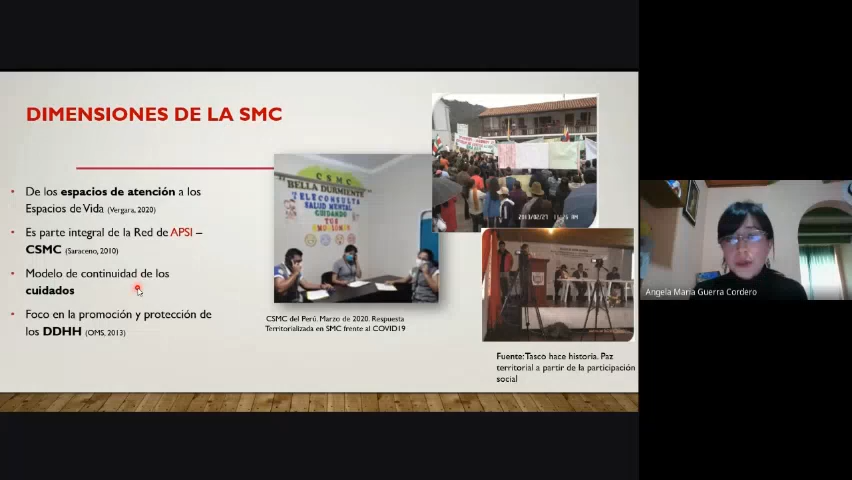 DIMENSIONES DE LA SMC
• De los espacios de atención a los
Espacios de Vida (Vergara, 2020)
• Es parte integral de la Red de APSI –
CSMC (Saraceno, 2010)
• Modelo de continuidad de los
cuidados
• Foco en la promoción y protección de
los DDHH (OMS, 2013)
C S M C
"BELLA DURMIENTE"
TELECONSULTA
SALUD MENTAL
CUIDANDO
TUS
EMOCIONES
CSMC del Perú. Marzo de 2020. Respuesta
Territorializada en SMC frente al COVID19
Fuente: Tasco hace historia. Paz
territorial a partir de la participación
social
Angela Maria Guerra Cordero